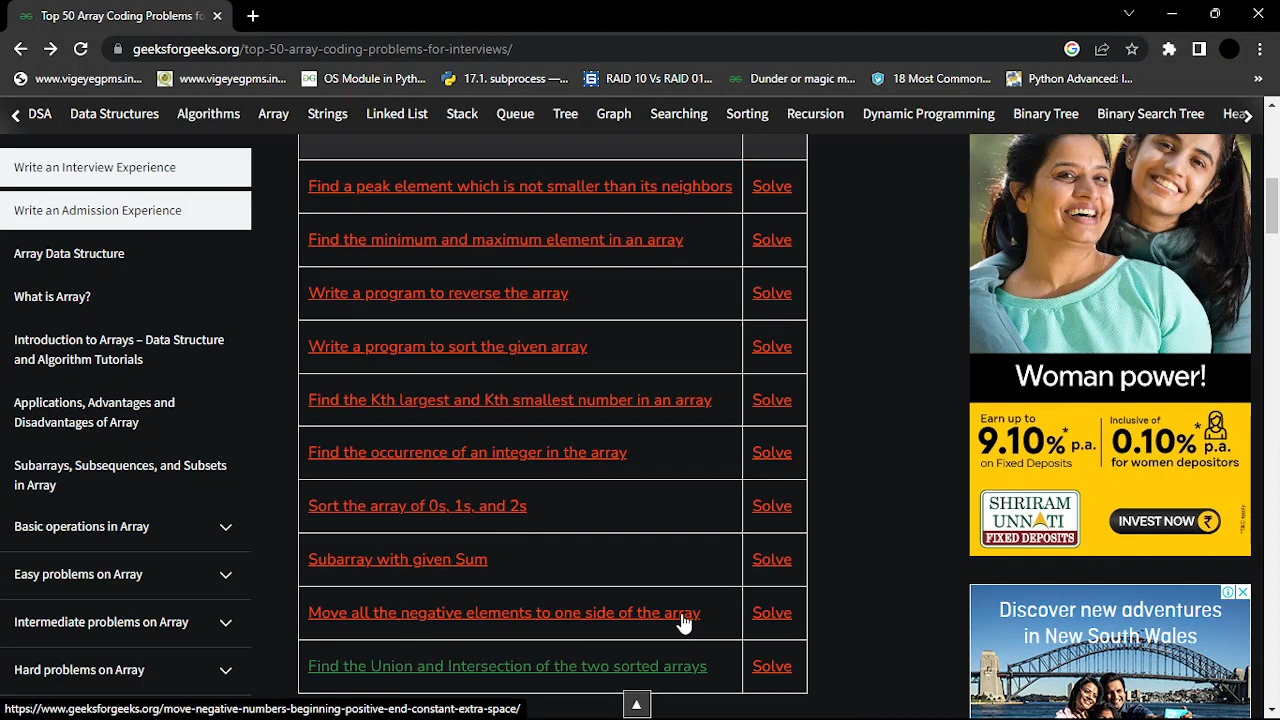 Top 50 Array Coding Problems fo
geeksforgeeks.org/top-50-array-coding-problems-for-interviews/
www.vigeyegpms.in...
www.vigeyegpms.in...
OS Module in Pyth...
17.1. subprocess —...
RAID 10 Vs RAID 01...
Dunder or magic m...
18 Most Common...
Python Advanced: I...
DSA
Data Structures
Algorithms
Array
Strings
Linked List
Stack
Queue
Tree
Graph
Searching
Sorting
Recursion
Dynamic Programming
Binary Tree
Binary Search Tree
Hea
Write an Interview Experience
Write an Admission Experience
Array Data Structure
What is Array?
Introduction to Arrays – Data Structure
and Algorithm Tutorials
Applications, Advantages and
Disadvantages of Array
Subarrays, Subsequences, and Subsets
in Array
Basic operations in Array
Easy problems on Array
Intermediate problems on Array
Hard problems on Array
Find a peak element which is not smaller than its neighbors
Solve
Find the minimum and maximum element in an array
Solve
Write a program to reverse the array
Solve
Write a program to sort the given array
Solve
Find the Kth largest and Kth smallest number in an array
Solve
Find the occurrence of an integer in the array
Solve
Sort the array of 0s, 1s, and 2s
Solve
Subarray with given Sum
Solve
Move all the negative elements to one side of the array
Solve
Find the Union and Intersection of the two sorted arrays
Solve
Woman power!
Earn up to
9.10%* p.a.
on Fixed Deposits
Inclusive of
0.10%* p.a.
for women depositors
SHRIRAM
UNNATI
FIXED DEPOSITS
INVEST NOW ₹
*T&C apply
Discover new adventures
in New South Wales
https://www.geeksforgeeks.org/move-negative-numbers-beginning-positive-end-constant-extra-space/